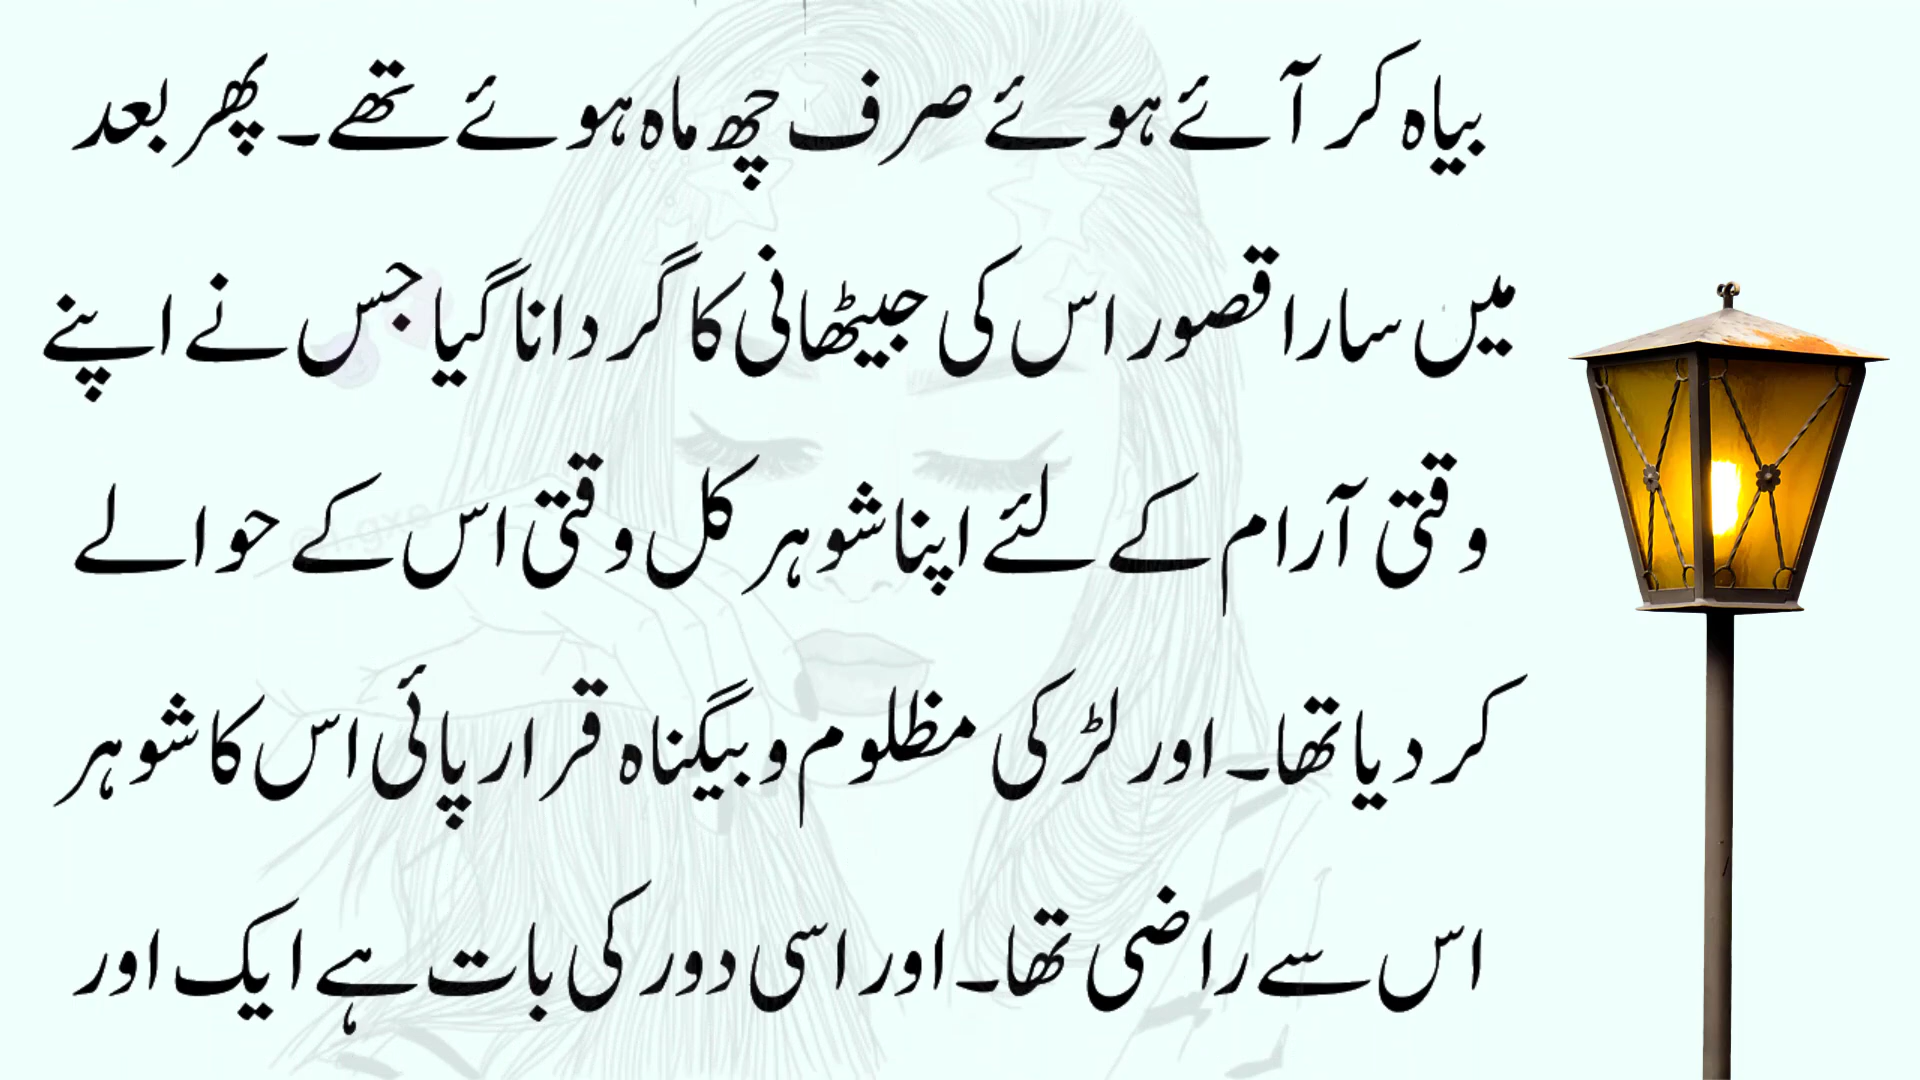 بیاہ کر آئے ہوئے صرف چھ ماہ ہوئے تھے۔ پھر بعد
میں سارا قصور اس کی جیٹھانی کا گردانا گیا جس نے اپنے
وقتی آرام کے لئے اپنا شوہر کل وقتی اس کے حوالے
کر دیا تھا۔ اور لڑکی مظلوم و بیگناہ قرار پائی اس کا شوہر
اس سے راضی تھا۔ اور اسی دور کی بات ہے ایک اور